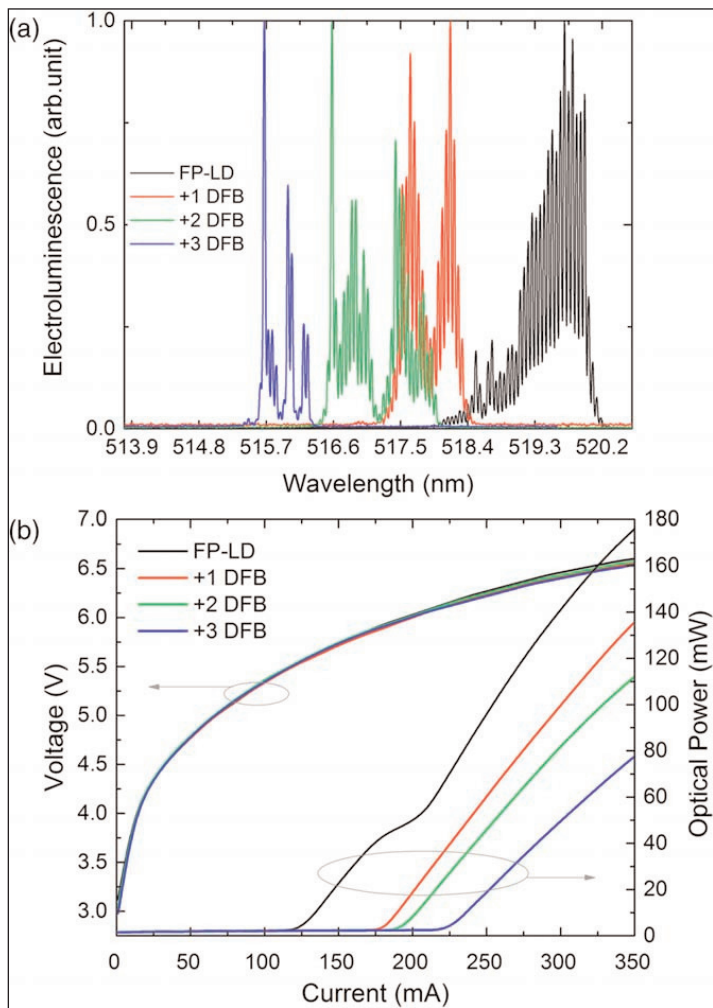 (a)
Electroluminescence (arb.unit)
1.0
0.5
0.0
FP-LD
+1 DFB
+2 DFB
+3 DFB
513.9 514.8 515.7 516.6 517.5 518.4 519.3 520.2
Wavelength (nm)
(b)
Voltage (V)
7.0
6.5
6.0
5.5
5.0
4.5
4.0
3.5
3.0
FP-LD
+1 DFB
+2 DFB
+3 DFB
180
160
140
120
100
80
60
40
20
0
Optical Power (mW)
0 50 100 150 200 250 300 350
Current (mA)